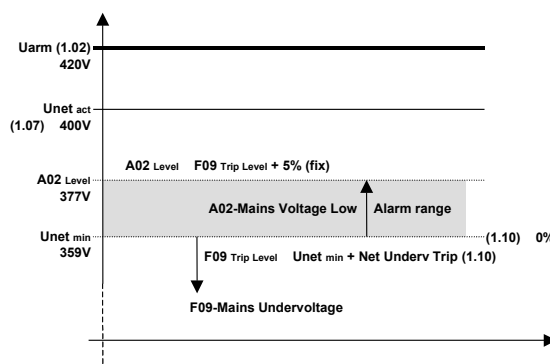 Uarm (1.02)
420V
Unet act
(1.07) 400V
A02 Level F09 Trip Level + 5% (fix)
A02 Level
377V
A02-Mains Voltage Low Alarm range
Unet min
359V
(1.10) 0%
F09 Trip Level Unet min + Net Underv Trip (1.10)
F09-Mains Undervoltage